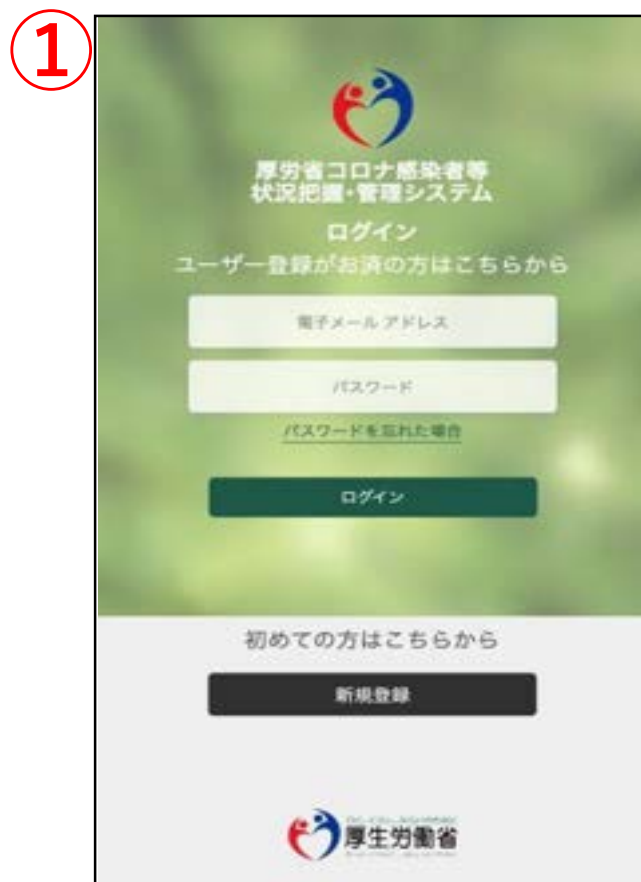 ①
厚労省コロナ感染者等
状況把握・管理システム
ログイン
ユーザー登録がお済の方はこちらから
電子メール アドレス
パスワード
パスワードを忘れた場合
ログイン
初めての方はこちらから
新規登録
厚生労働省